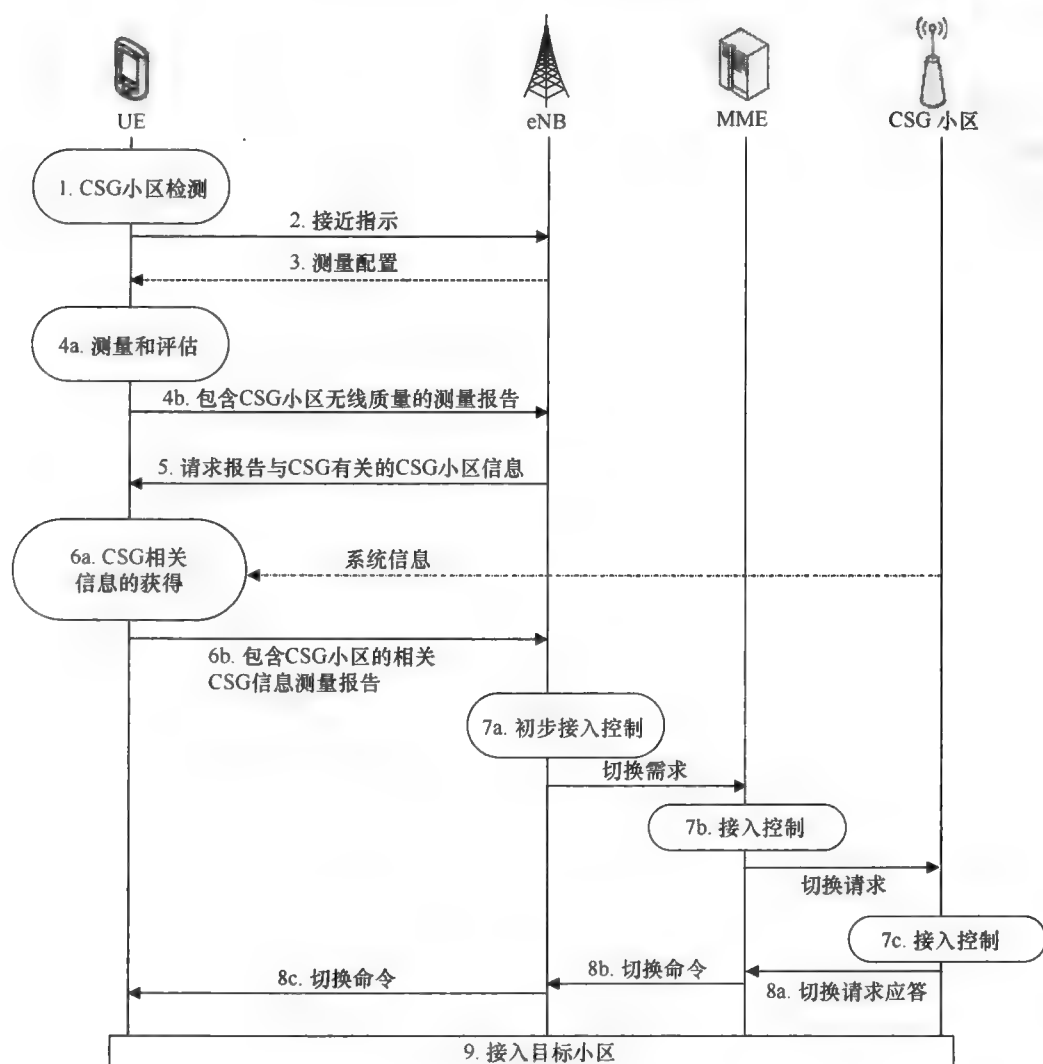 UE
eNB
MME
CSG 小区
1. CSG小区检测
2. 接近指示
3. 测量配置
4a. 测量和评估
4b. 包含CSG小区无线质量的测量报告
5. 请求报告与CSG有关的CSG小区信息
6a. CSG相关
信息的获得
系统信息
6b. 包含CSG小区的相关
CSG信息测量报告
7a. 初步接入控制
切换需求
7b. 接入控制
切换请求
7c. 接入控制
8a. 切换请求应答
8b. 切换命令
8c. 切换命令
9. 接入目标小区